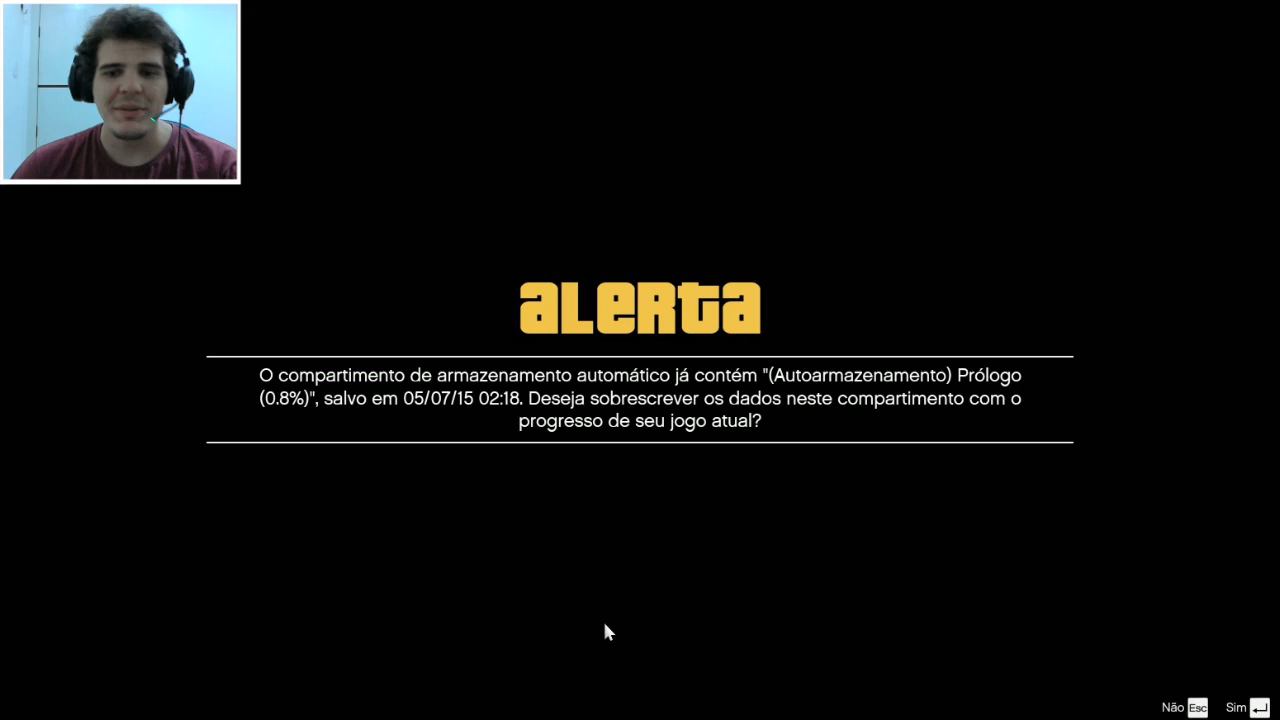 aLeRta
O compartimento de armazenamento automático já contém "(Autoarmazenamento) Prólogo
(0.8%)", salvo em 05/07/15 02:18. Deseja sobrescrever os dados neste compartimento com o
progresso de seu jogo atual?
Não Esc Sim